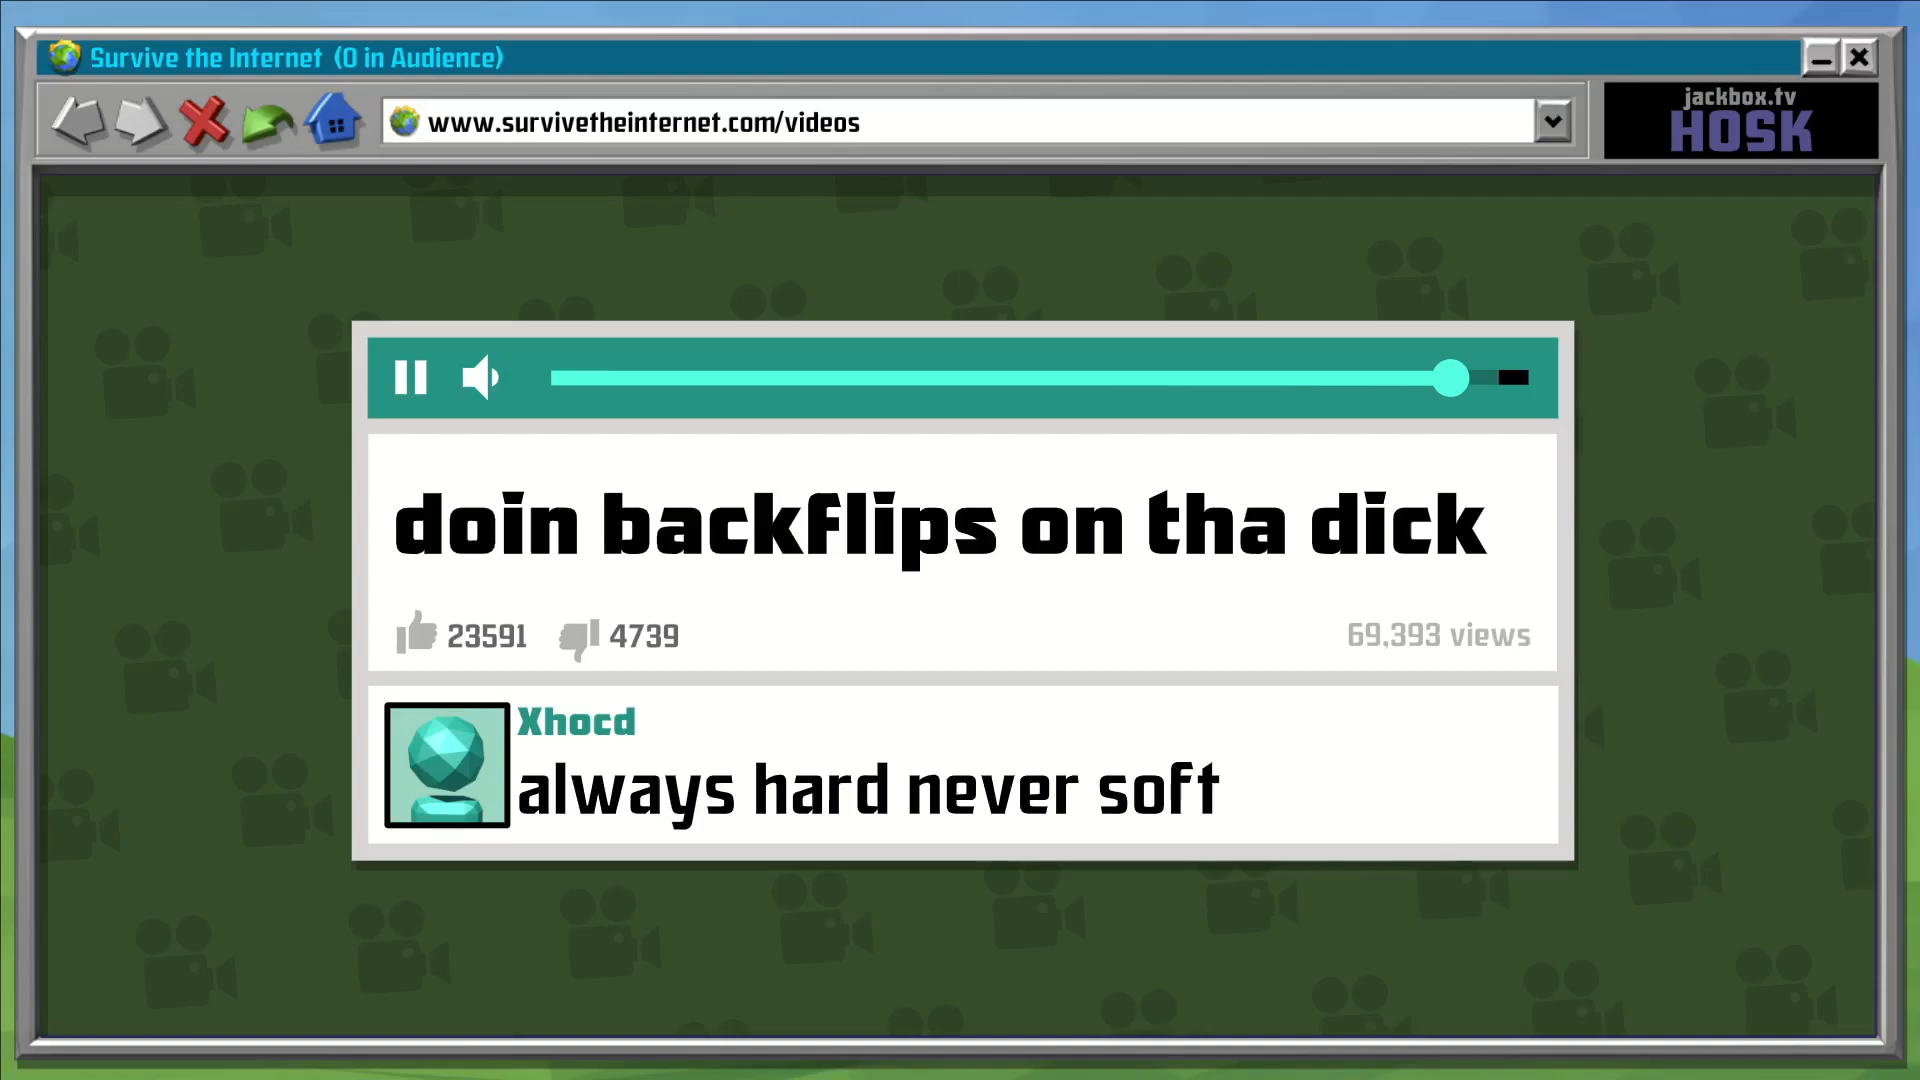 Survive the Internet (0 in Audience)
www.survivetheinternet.com/videos
jackbox.tv
HOSK
doin backflips on tha dick
23591 4739 69,393 views
Xhocd
always hard never soft